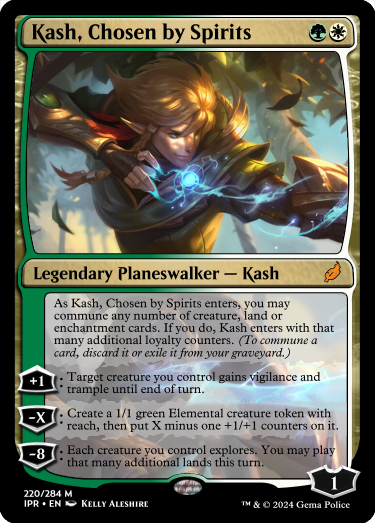 Kash, Chosen by Spirits
Legendary Planeswalker — Kash
As Kash, Chosen by Spirits enters, you may
commune any number of creature, land or
enchantment cards. If you do, Kash enters with that
many additional loyalty counters. (To commune
a card, discard it or exile it from your graveyard.)
+1: Target creature you control gains vigilance and
trample until end of turn.
-X: Create a 1/1 green Elemental creature token with
reach, then put X minus one +1/+1 counters on it.
-8: Each creature you control explores. You may play
that many additional lands this turn.
1
220/284 M
IPR • EN Kelly Aleshire
™ & © 2024 Gema Police